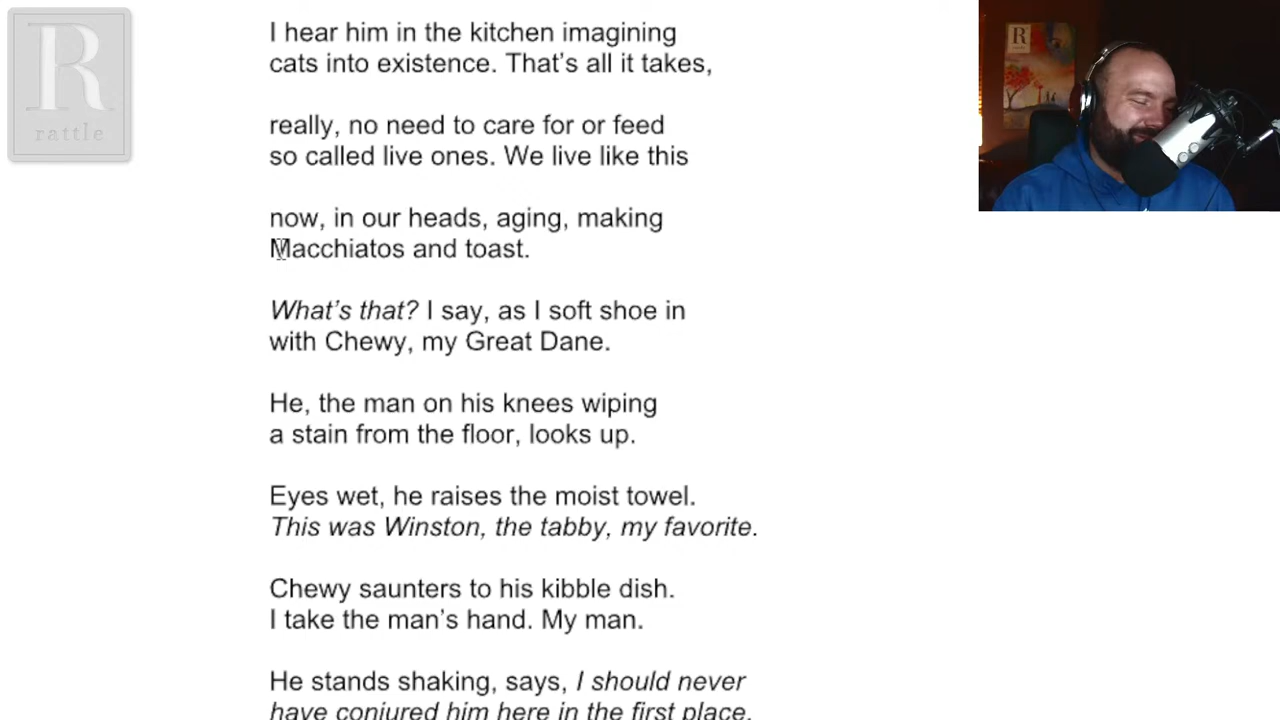 R
rattle
R
I hear him in the kitchen imagining
cats into existence. That’s all it takes,
really, no need to care for or feed
so called live ones. We live like this
now, in our heads, aging, making
Macchiatos and toast.
What’s that? I say, as I soft shoe in
with Chewy, my Great Dane.
He, the man on his knees wiping
a stain from the floor, looks up.
Eyes wet, he raises the moist towel.
This was Winston, the tabby, my favorite.
Chewy saunters to his kibble dish.
I take the man’s hand. My man.
He stands shaking, says, I should never
have conjured him here in the first place.